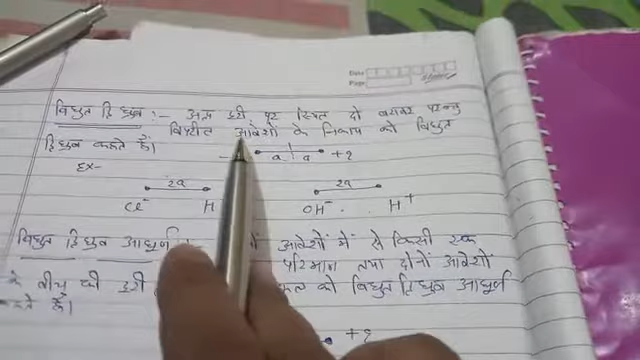 Date
Page
विद्युत द्विध्रुव :- अल्प दूरी पर स्थित दो बराबर परन्तु
विपरीत आवेशों के निकाय को विद्युत
द्विध्रुव कहते हैं।
a a +q
Ex-
2a 2a
Cl⁻ H OH⁻ H⁺
विद्युत द्विध्रुव आघूर्ण आवेशों में से किसी एक
परिमाण तथा दोनों आवेशों
के बीच की दूरी को विद्युत द्विध्रुव आघूर्ण
कहते हैं।
+q